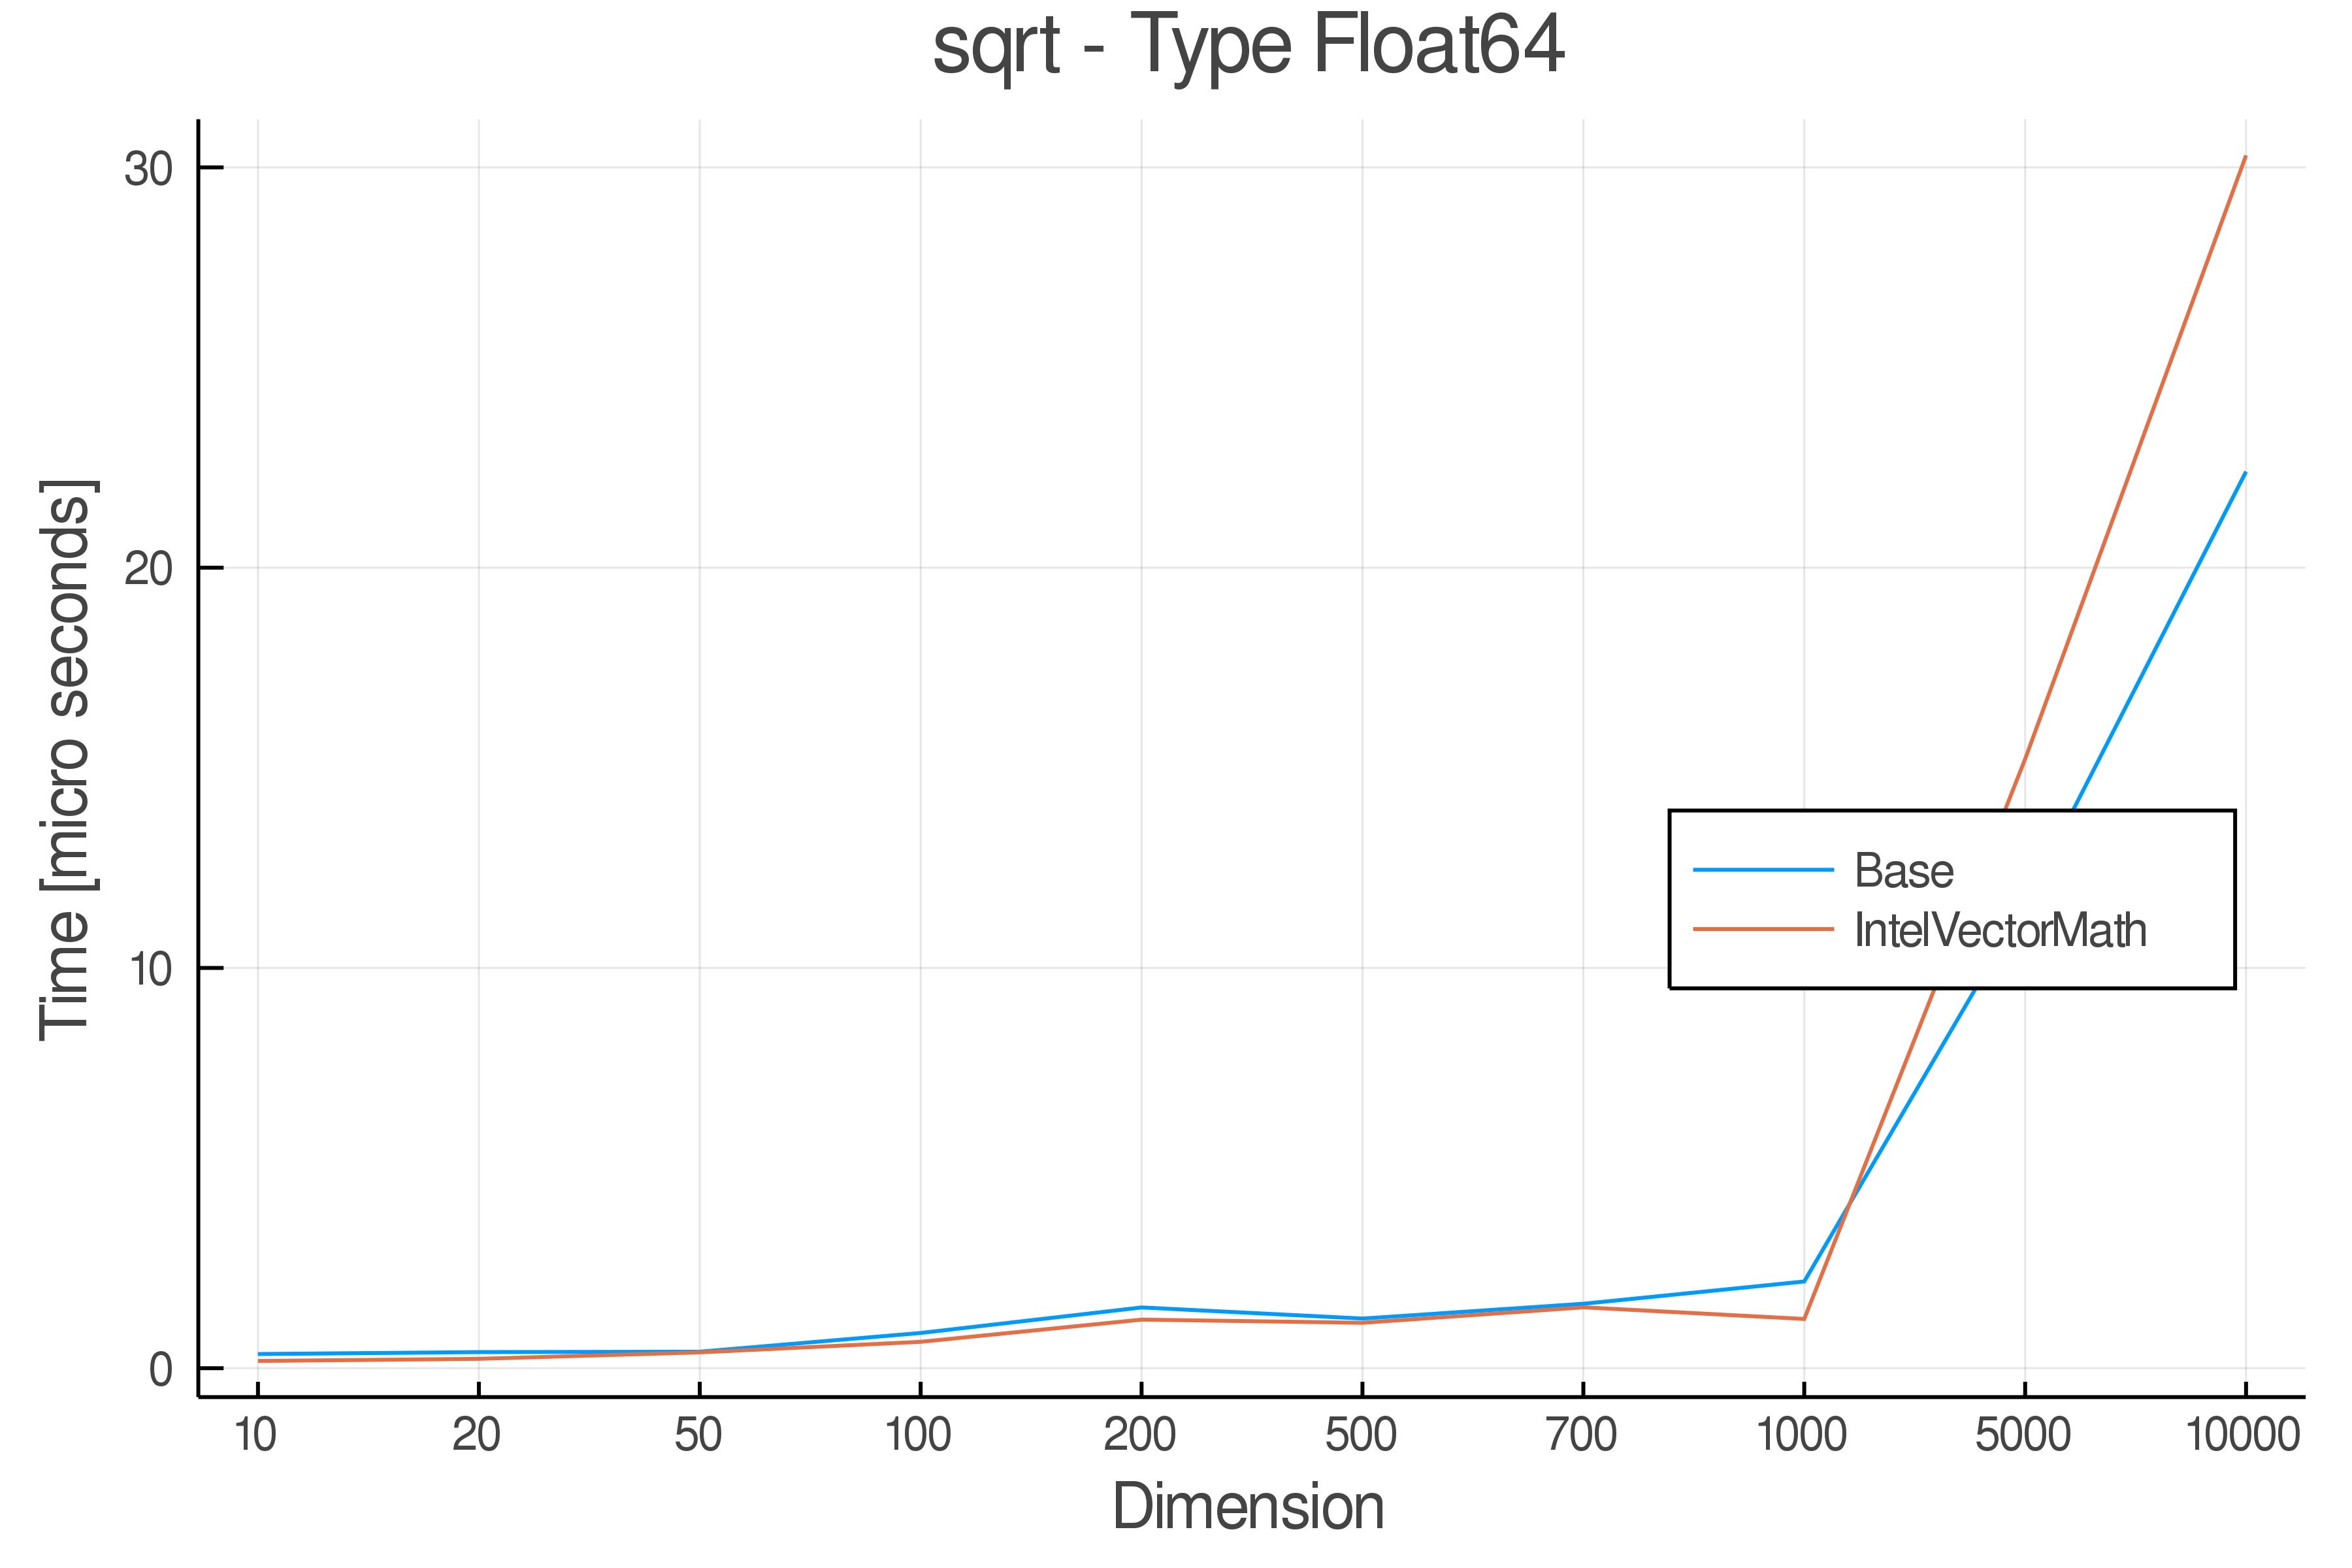 sqrt - Type Float64
Time [micro seconds]
30
20
10
0
Base
IntelVectorMath
10 20 50 100 200 500 700 1000 5000 10000
Dimension